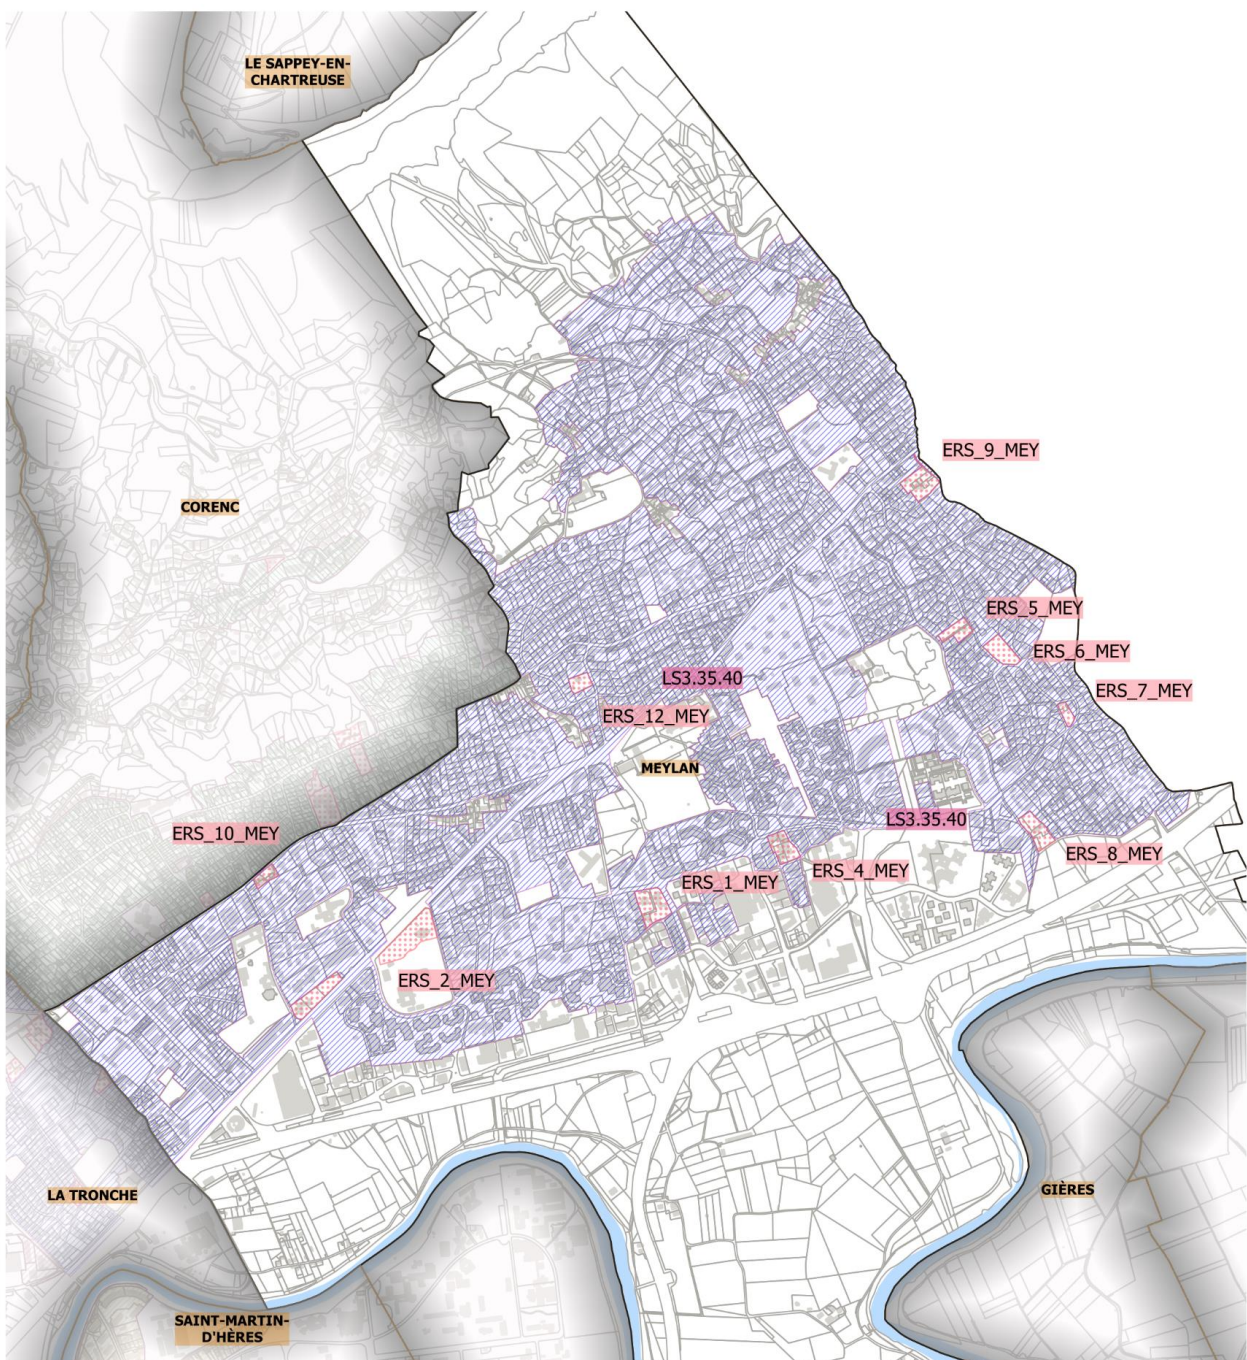 LE SAPPEY-EN-
CHARTREUSE
ERS_9_MEY
CORENC
ERS_5_MEY
ERS_6_MEY
LS3.35.40
ERS_7_MEY
ERS_12_MEY
MEYLAN
LS3.35.40
ERS_10_MEY
ERS_8_MEY
ERS_4_MEY
ERS_1_MEY
ERS_2_MEY
GIÈRES
LA TRONCHE
SAINT-MARTIN-
D'HÈRES